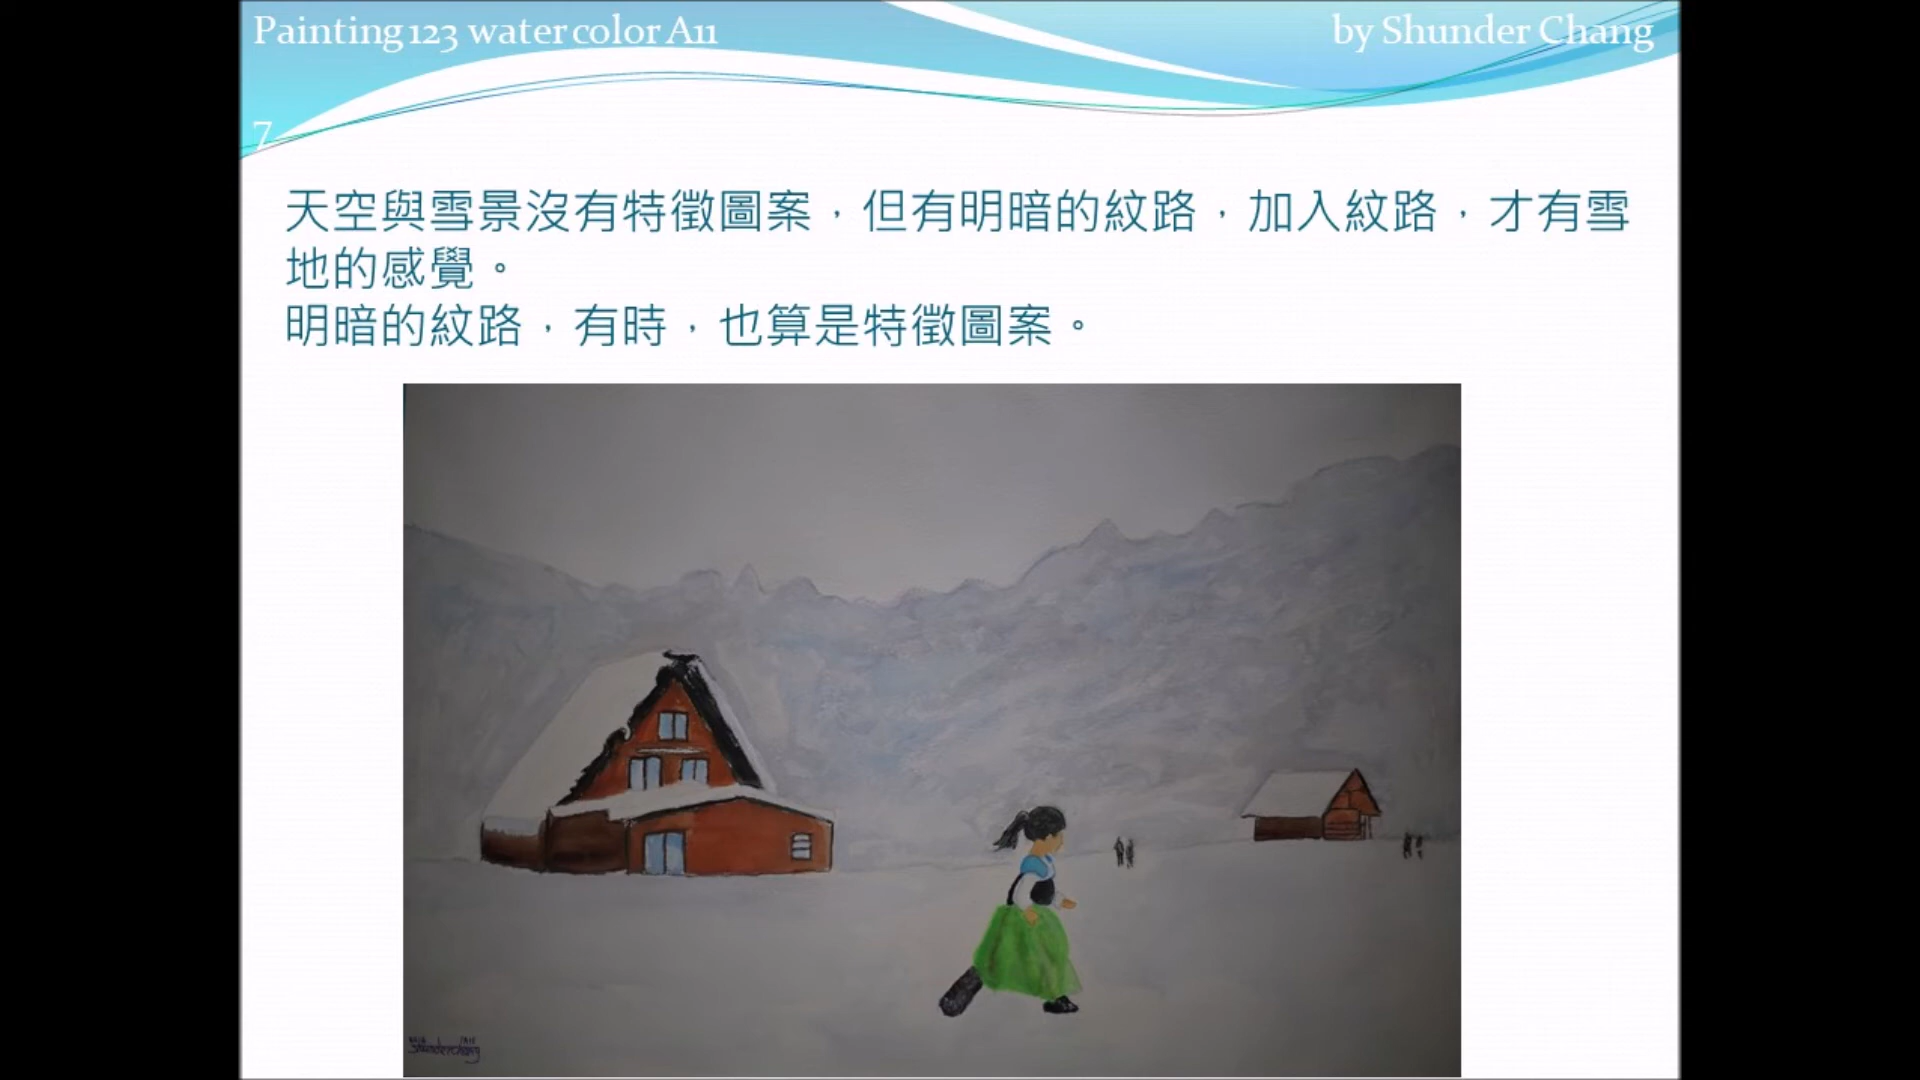 Painting 123 watercolor A11
by Shunder Chang
7
天空與雪景沒有特徵圖案，但有明暗的紋路，加入紋路，才有雪
地的感覺。
明暗的紋路，有時，也算是特徵圖案。
Shunderchang